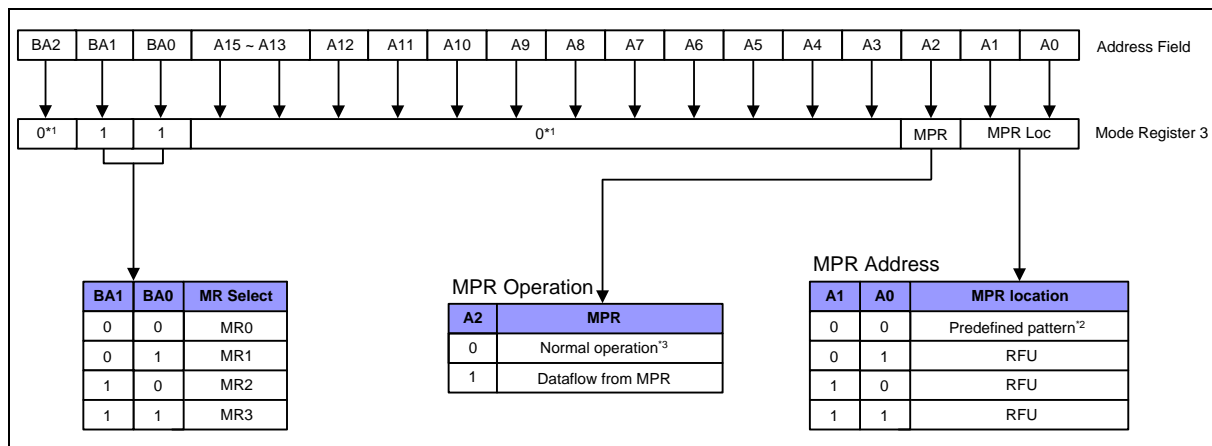 BA2 BA1 BA0 A15 ~ A13 A12 A11 A10 A9 A8 A7 A6 A5 A4 A3 A2 A1 A0 Address Field
0*1 1 1 0*1 MPR MPR Loc Mode Register 3
MPR Operation
MPR Address
BA1 BA0 MR Select
0 0 MR0
0 1 MR1
1 0 MR2
1 1 MR3
A2 MPR
0 Normal operation*3
1 Dataflow from MPR
A1 A0 MPR location
0 0 Predefined pattern*2
0 1 RFU
1 0 RFU
1 1 RFU